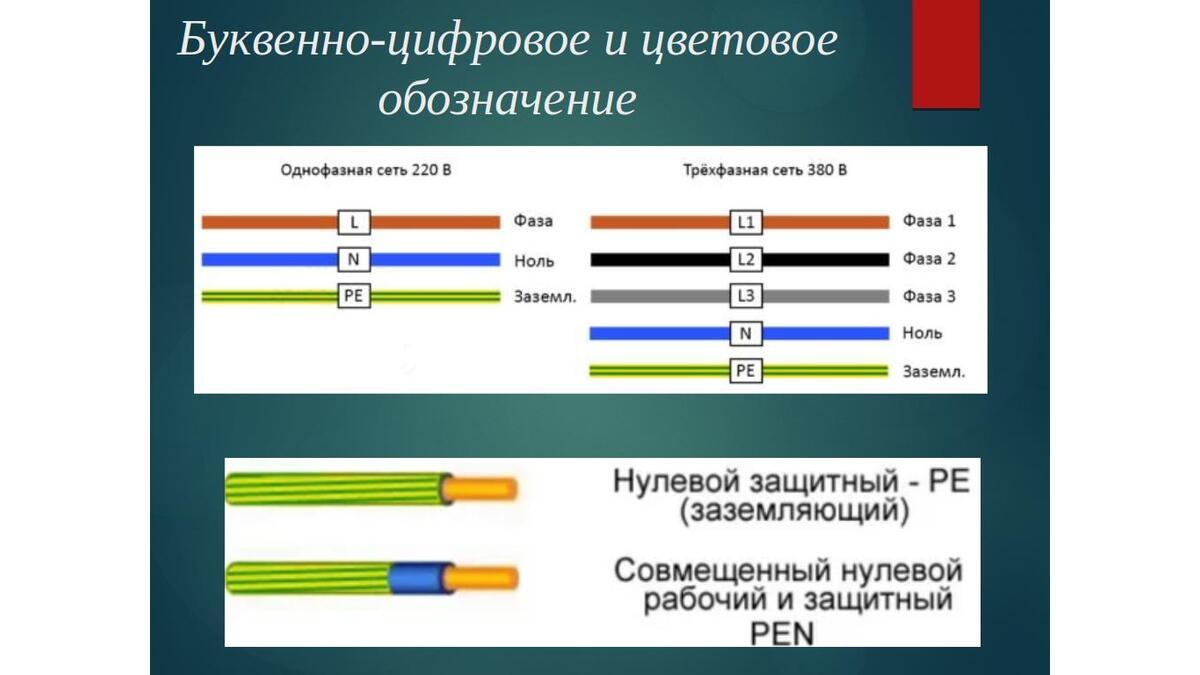 Буквенно-цифровое и цветовое
обозначение
Однофазная сеть 220 В
L Фаза
N Ноль
PE Заземл.
Трёхфазная сеть 380 В
L1 Фаза 1
L2 Фаза 2
L3 Фаза 3
N Ноль
PE Заземл.
Нулевой защитный - PE
(заземляющий)
Совмещенный нулевой
рабочий и защитный
PEN